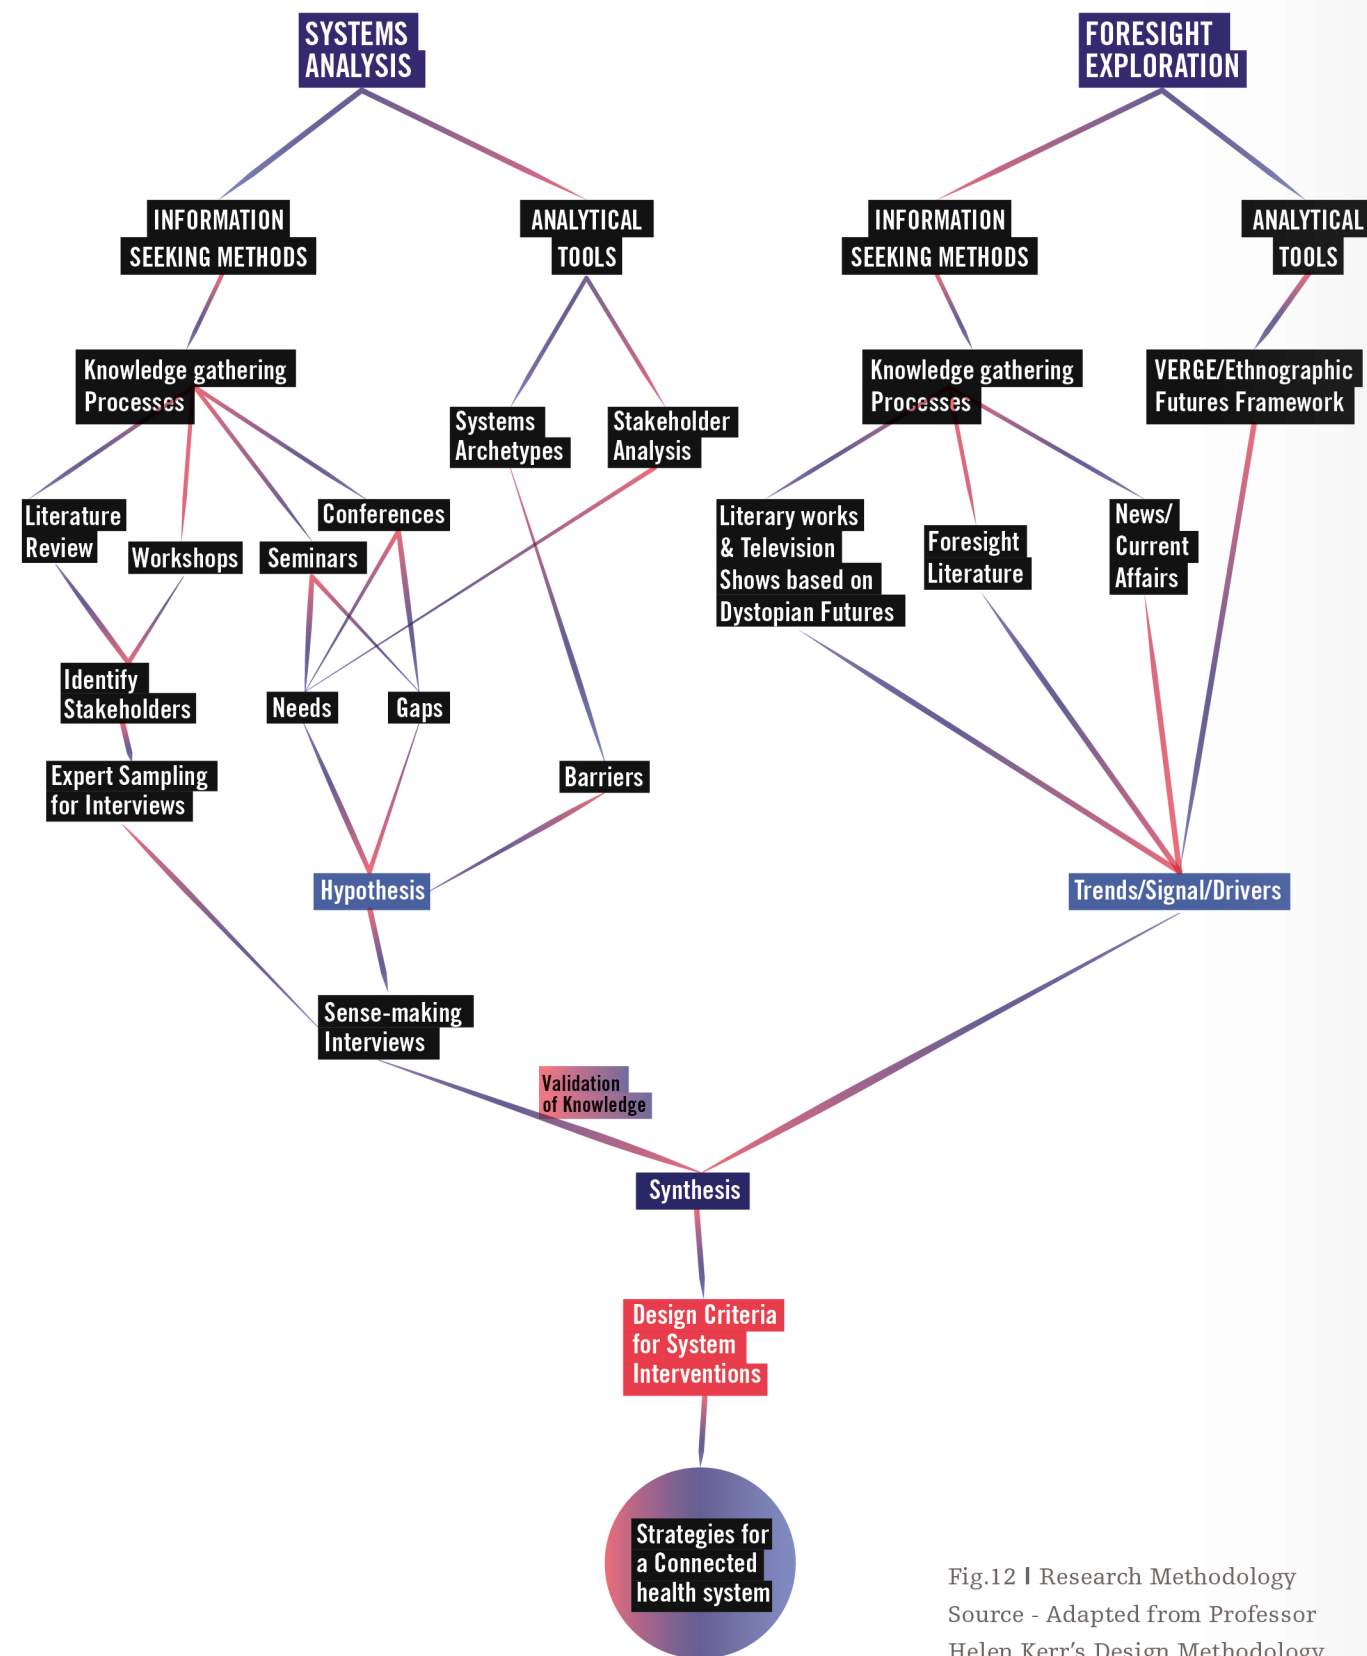 SYSTEMS
ANALYSIS
FORESIGHT
EXPLORATION
INFORMATION
SEEKING METHODS
ANALYTICAL
TOOLS
INFORMATION
SEEKING METHODS
ANALYTICAL
TOOLS
Knowledge gathering
Processes
Systems
Archetypes
Stakeholder
Analysis
Knowledge gathering
Processes
VERGE/Ethnographic
Futures Framework
Literature
Review
Workshops
Seminars
Conferences
Literary works
& Television
Shows based on
Dystopian Futures
Foresight
Literature
News/
Current
Affairs
Identify
Stakeholders
Needs
Gaps
Expert Sampling
for Interviews
Barriers
Hypothesis
Trends/Signal/Drivers
Sense-making
Interviews
Validation
of Knowledge
Synthesis
Design Criteria
for System
Interventions
Strategies for
a Connected
health system
Fig.12 | Research Methodology
Source - Adapted from Professor
Helen Kerr's Design Methodology